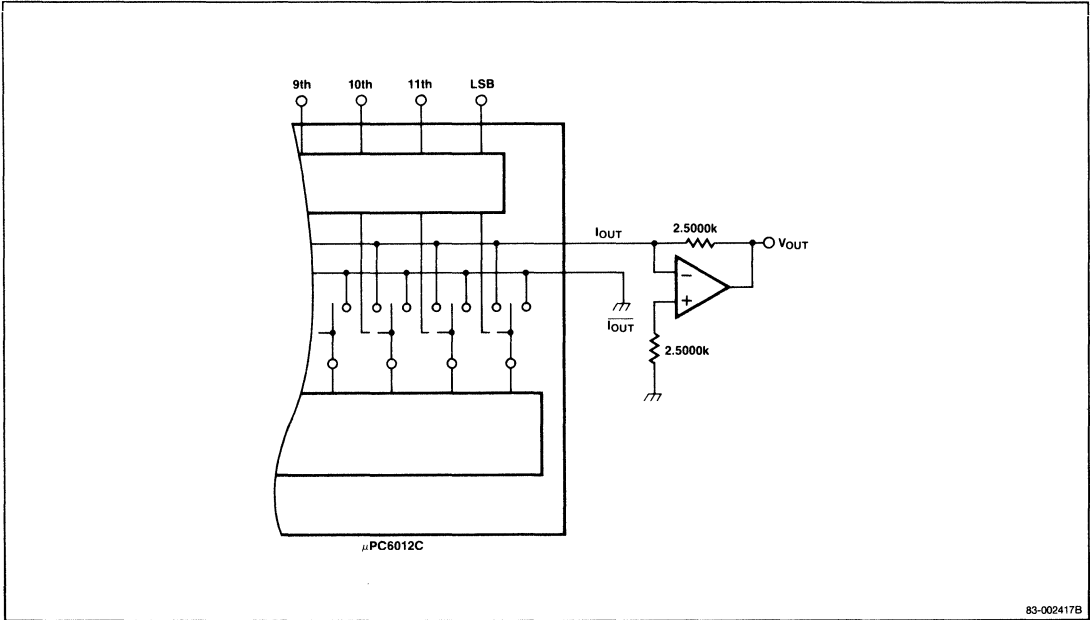 9th 10th 11th LSB
IOUT
2.5000k
VOUT
−
+
IOUT
2.5000k
μPC6012C
83-002417B